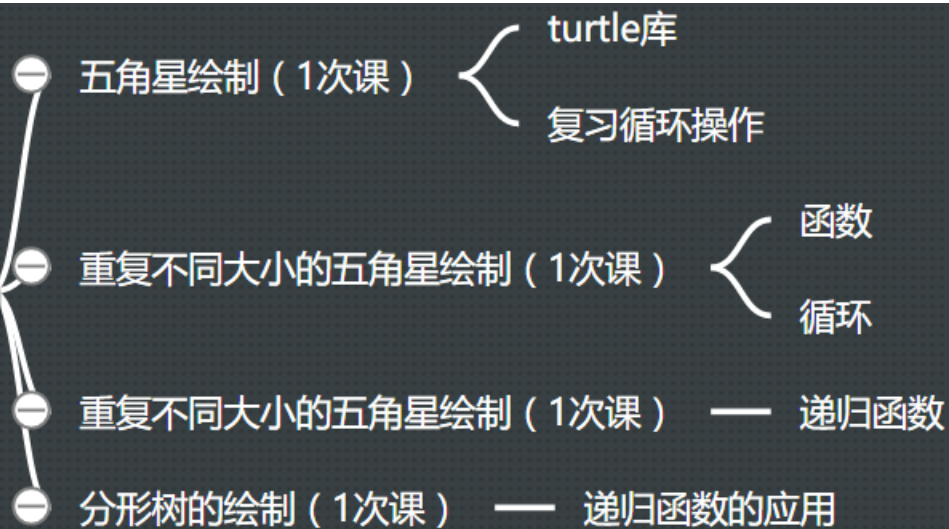 turtle库
五角星绘制（1次课）
复习循环操作
函数
重复不同大小的五角星绘制（1次课）
循环
重复不同大小的五角星绘制（1次课）
递归函数
分形树的绘制（1次课）
递归函数的应用